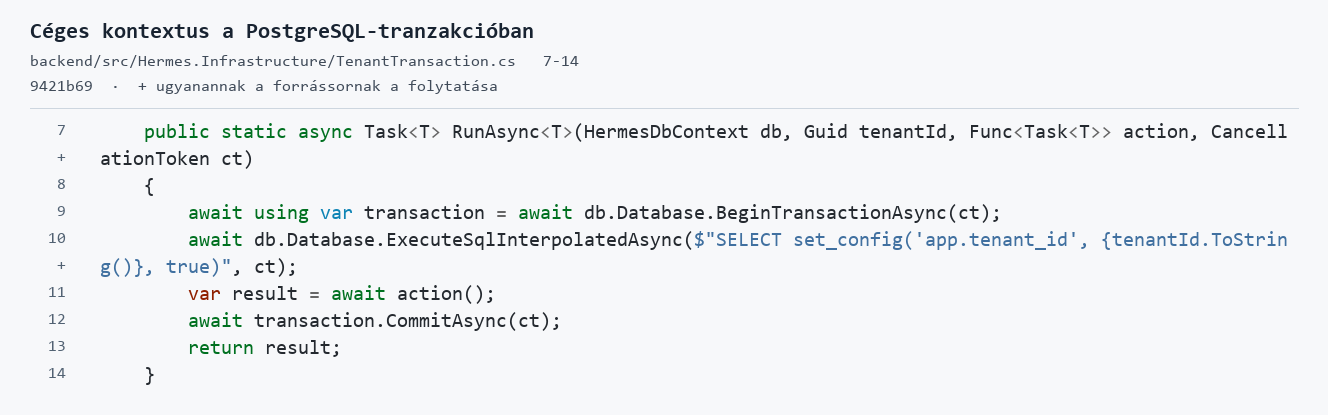 Céges kontextus a PostgreSQL-tranzakcióban
backend/src/Hermes.Infrastructure/TenantTransaction.cs   7-14
9421b69  ·  + ugyanannak a forrássornak a folytatása
7     public static async Task<T> RunAsync<T>(HermesDbContext db, Guid tenantId, Func<Task<T>> action, Cancell
+ ationToken ct)
8     {
9         await using var transaction = await db.Database.BeginTransactionAsync(ct);
10         await db.Database.ExecuteSqlInterpolatedAsync($"SELECT set_config('app.tenant_id', {tenantId.ToStrin
+ g()}, true)", ct);
11         var result = await action();
12         await transaction.CommitAsync(ct);
13         return result;
14     }